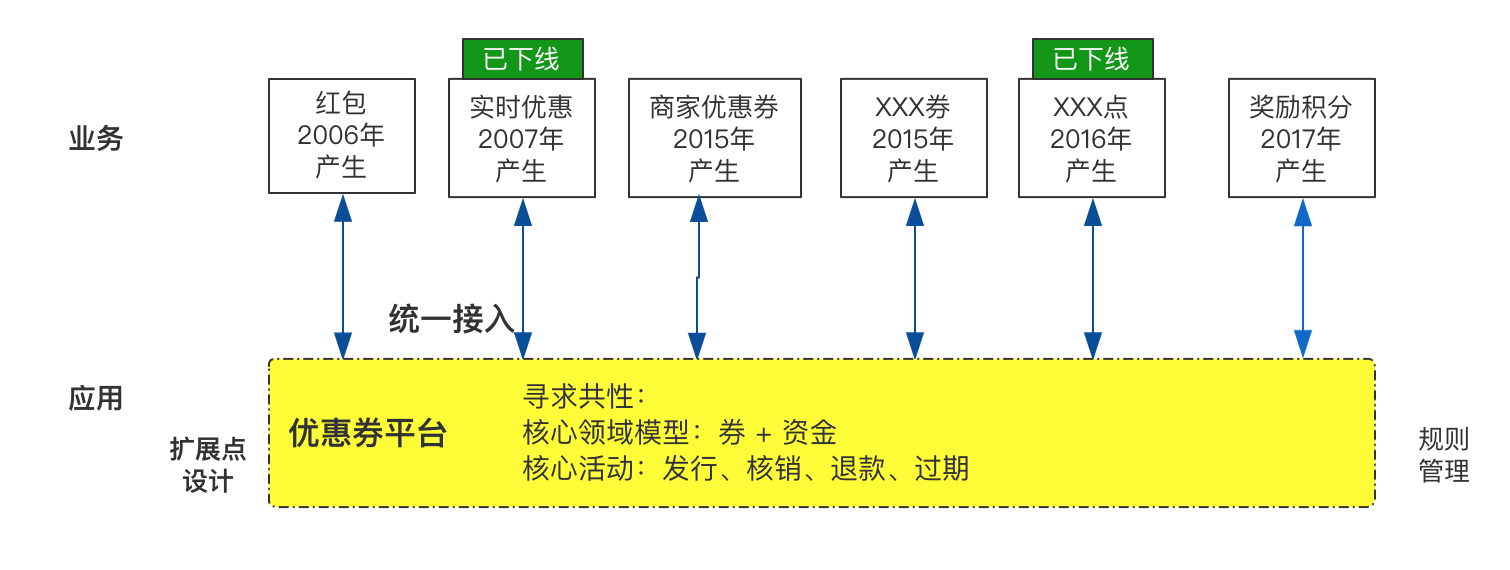 已下线
已下线
业务
红包
2006年
产生
实时优惠
2007年
产生
商家优惠券
2015年
产生
XXX券
2015年
产生
XXX点
2016年
产生
奖励积分
2017年
产生
统一接入
应用
扩展点
设计
优惠券平台
寻求共性：
核心领域模型：券 + 资金
核心活动：发行、核销、退款、过期
规则
管理